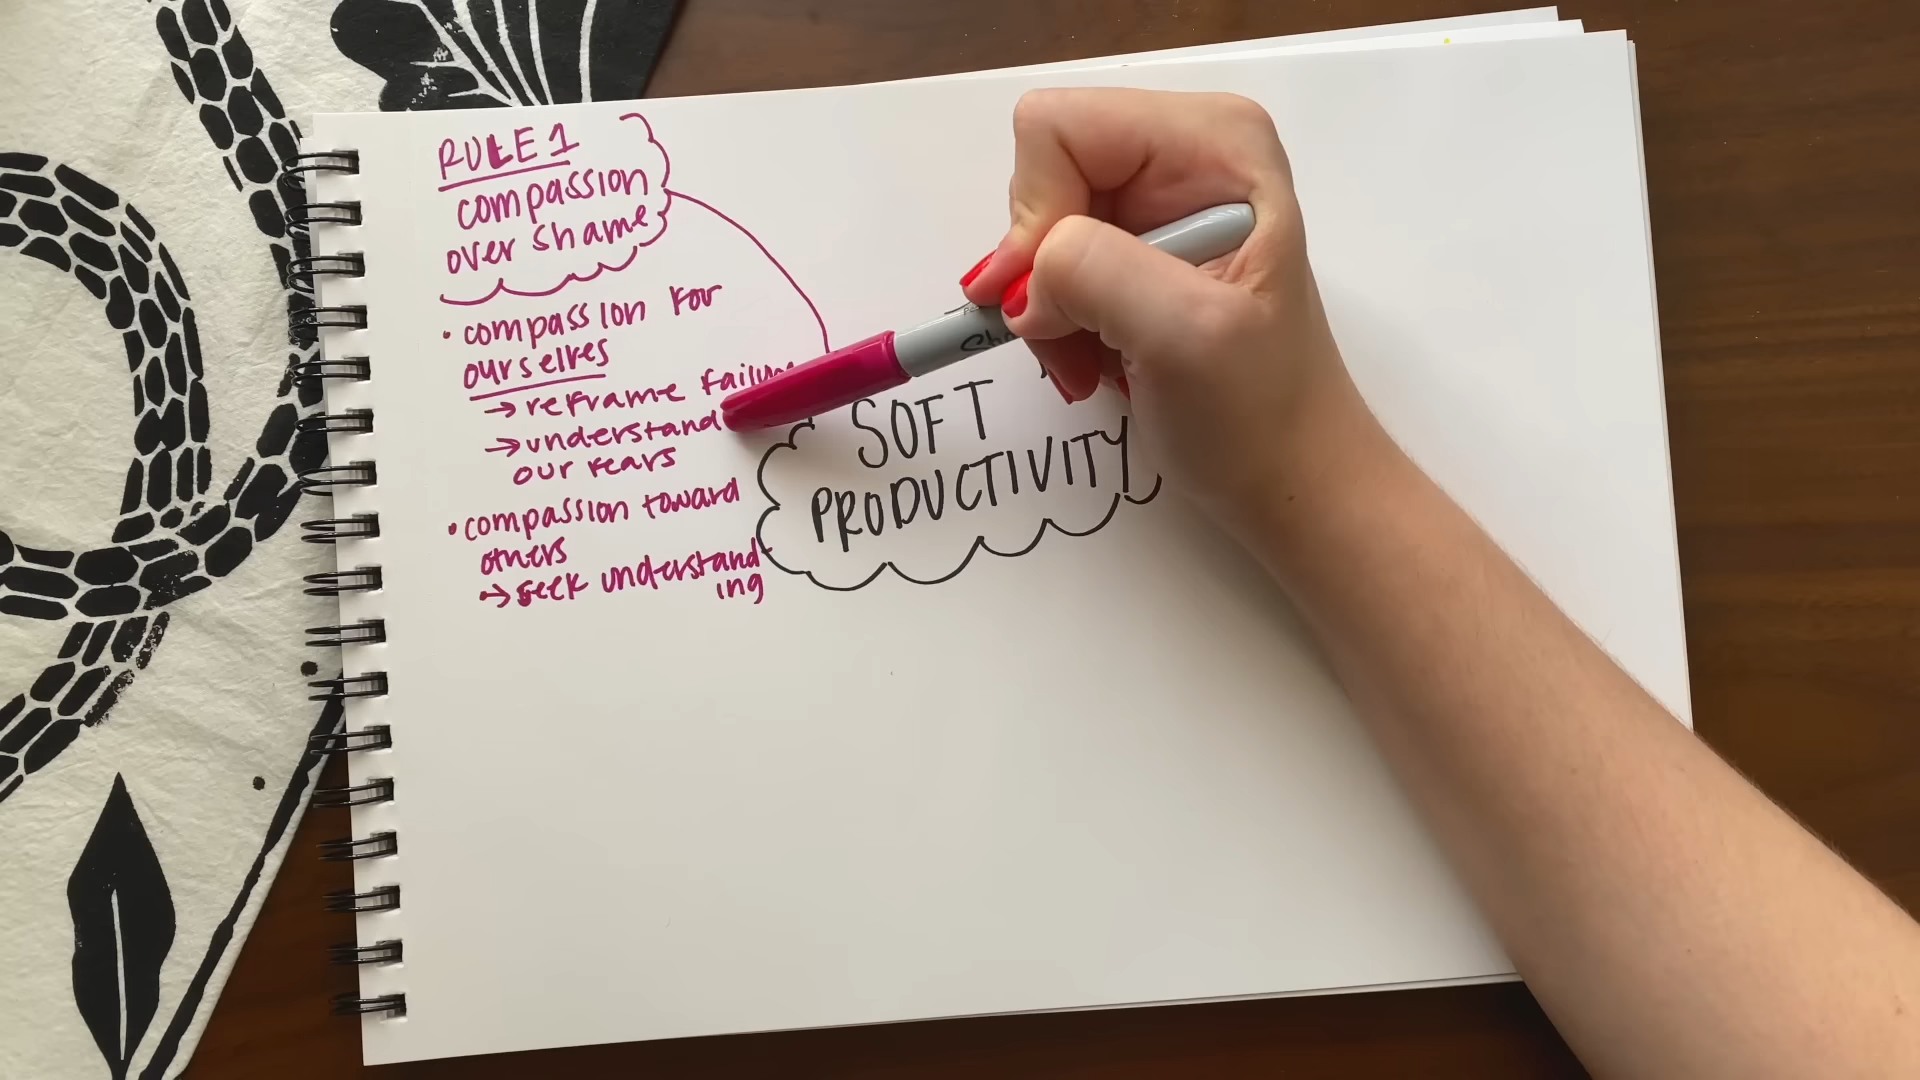 RULE 1
compassion
over shame
• compassion for
ourselves
→ reframe failure
→ understand
our fears
• compassion toward
others
→ seek understand
ing
SOFT
PRODUCTIVITY